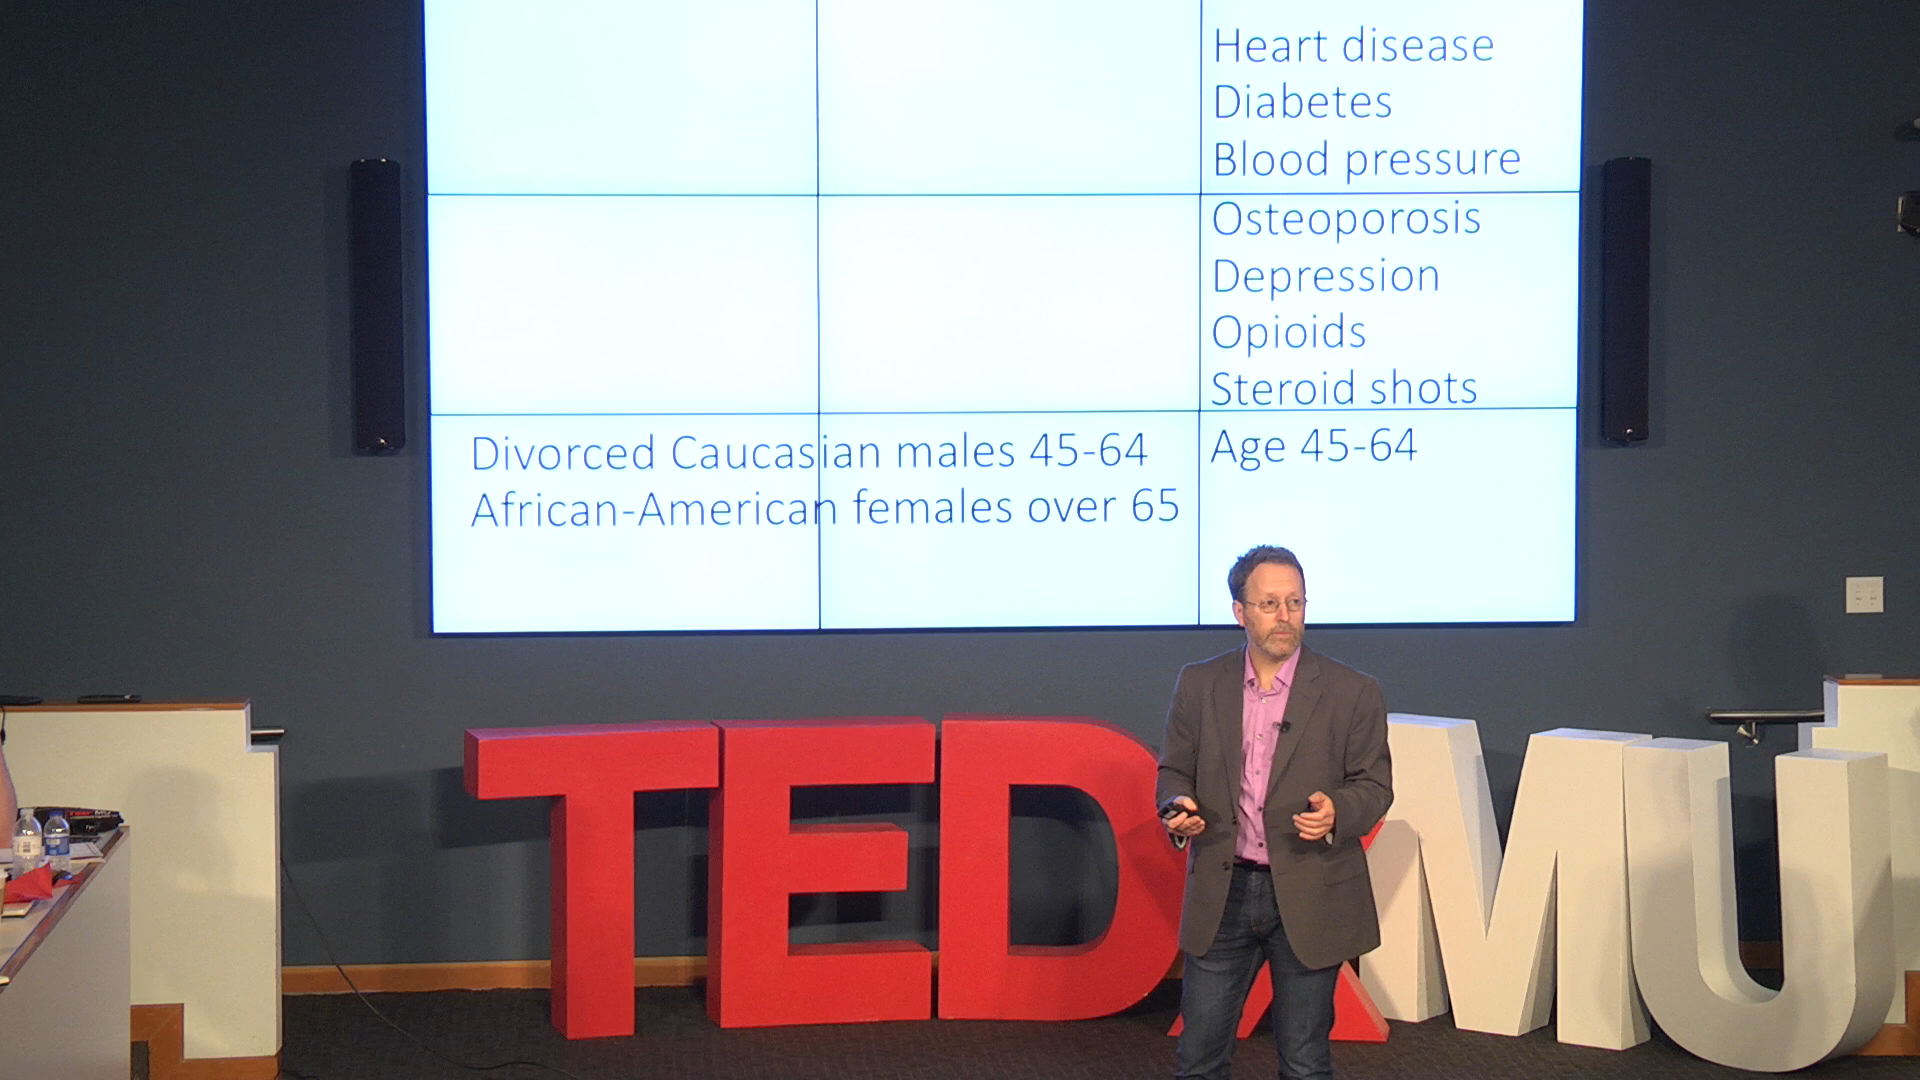 Heart disease
Diabetes
Blood pressure
Osteoporosis
Depression
Opioids
Steroid shots
Divorced Caucasian males 45-64
African-American females over 65
Age 45-64
TEDxMU